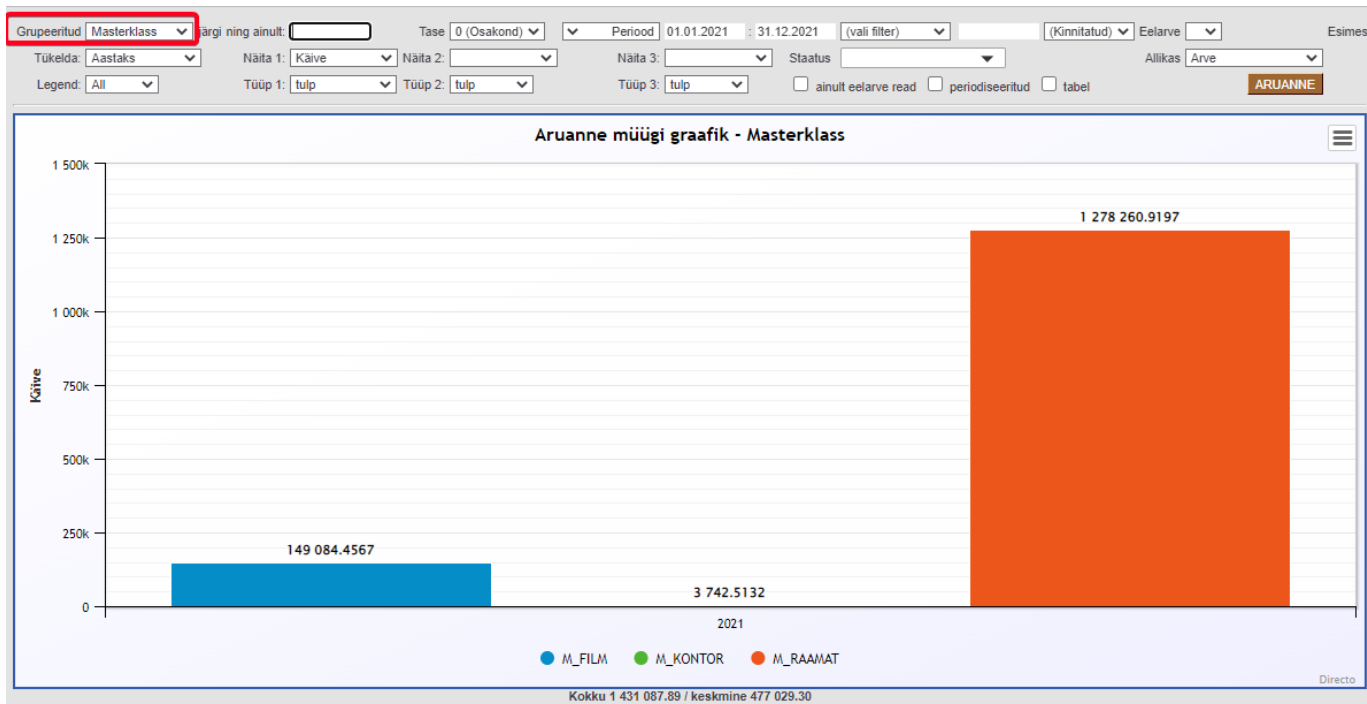 Grupeeritud Masterklass järgi ning ainult: Tase 0 (Osakond) Periood 01.01.2021 : 31.12.2021 (vali filter) (Kinnitatud) Eelarve Esimes
Tükelda: Aastaks Näita 1: Käive Näita 2: Näita 3: Staatus Allikas Arve
Legend: All Tüüp 1: tulp Tüüp 2: tulp Tüüp 3: tulp ainult eelarve read periodiseeritud tabel ARUANNE
Aruanne müügi graafik - Masterklass
1 500k
1 278 260.9197
1 250k
1 000k
Käive
750k
500k
250k
149 084.4567
3 742.5132
0
2021
M_FILM M_KONTOR M_RAAMAT
Directo
Kokku 1 431 087.89 / keskmine 477 029.30